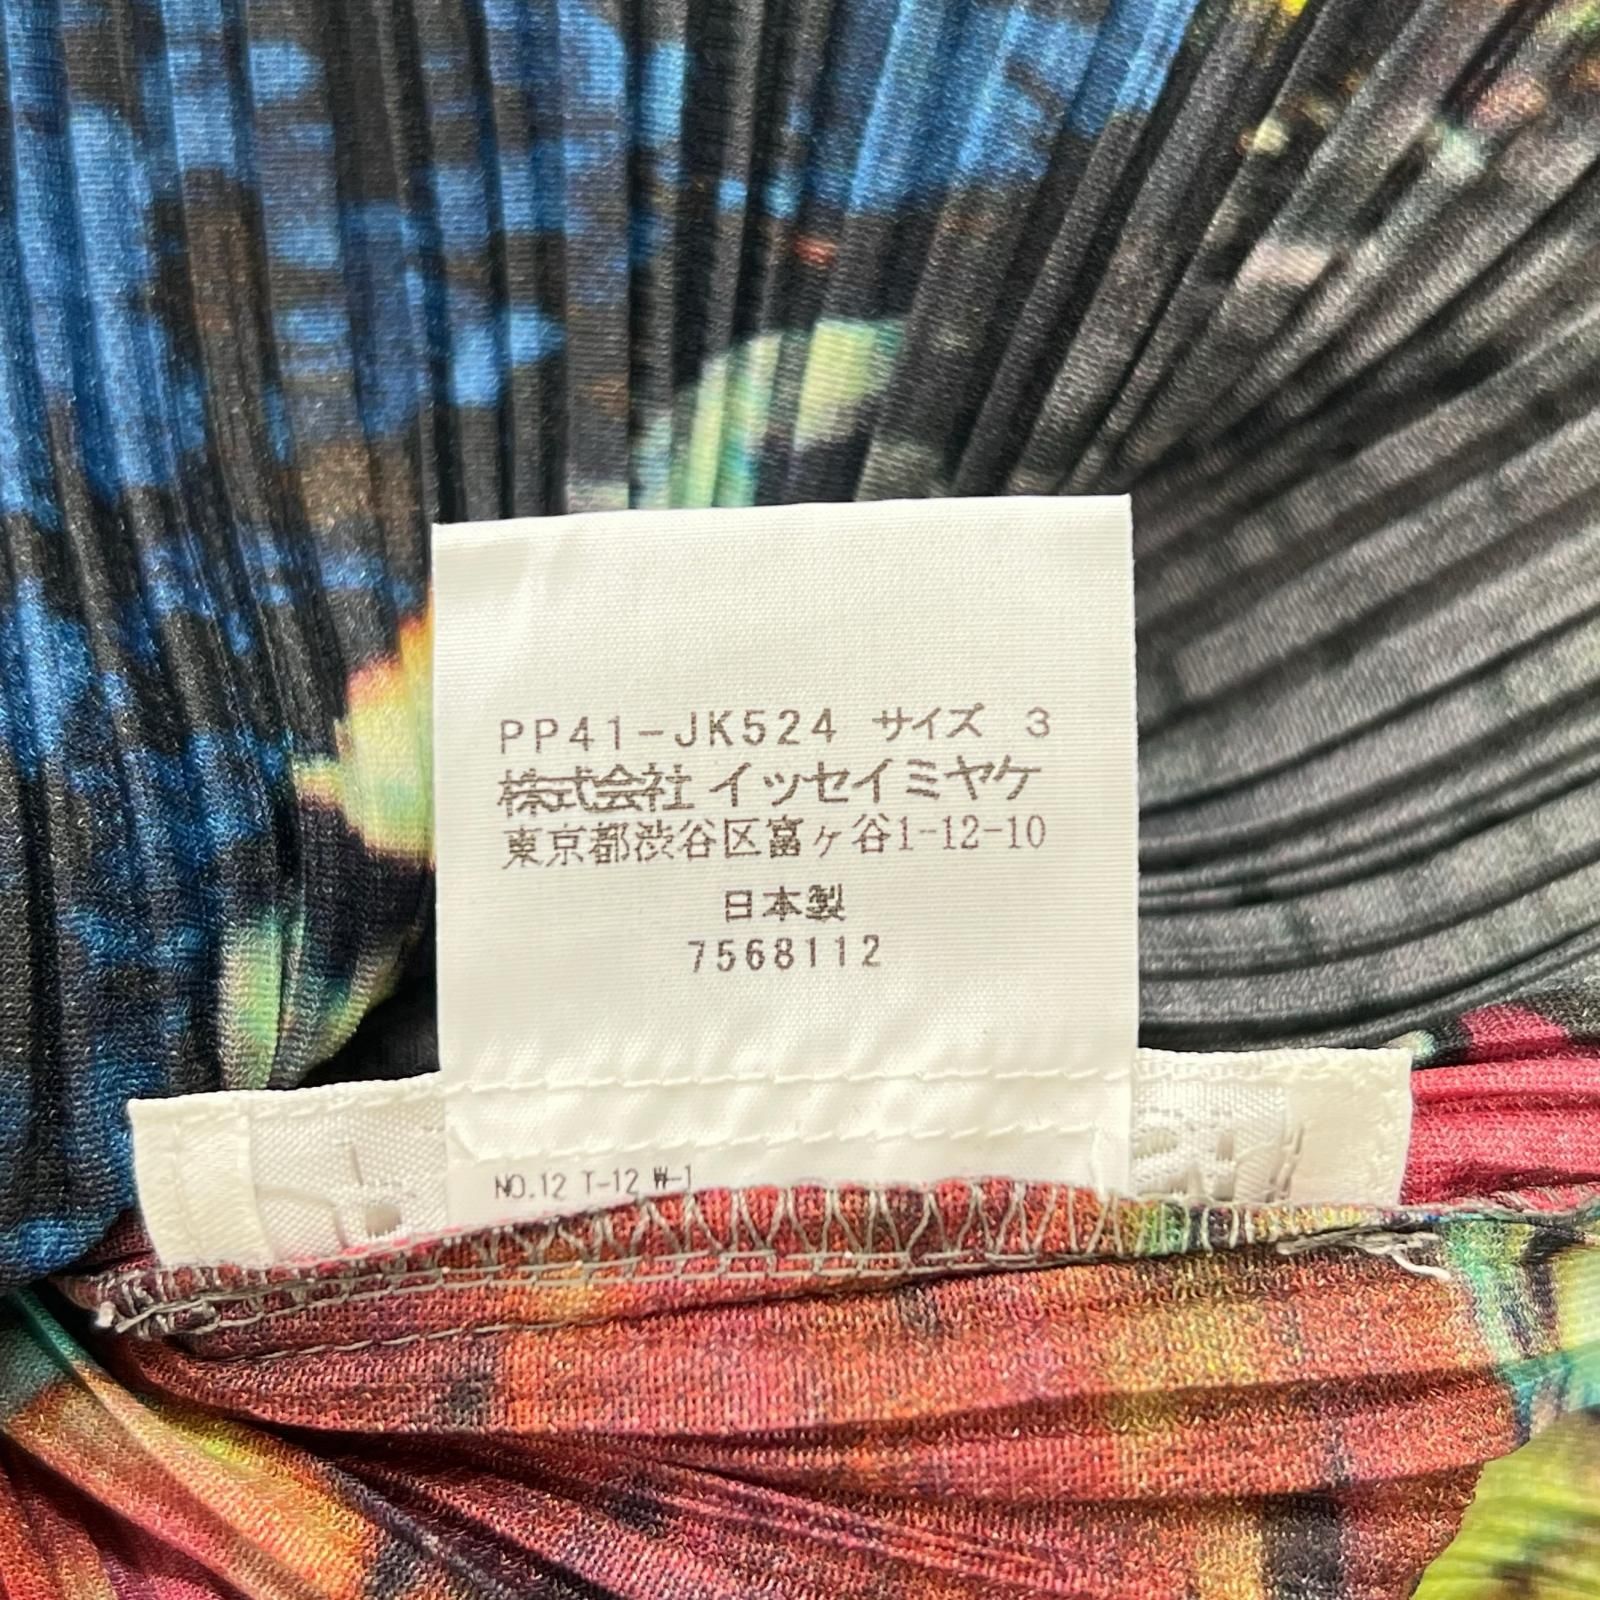 PP41-JK524 サイズ 3
株式会社 イッセイミヤケ
東京都渋谷区富ヶ谷1-12-10
日本製
7568112
NO.12 T-12 W-1